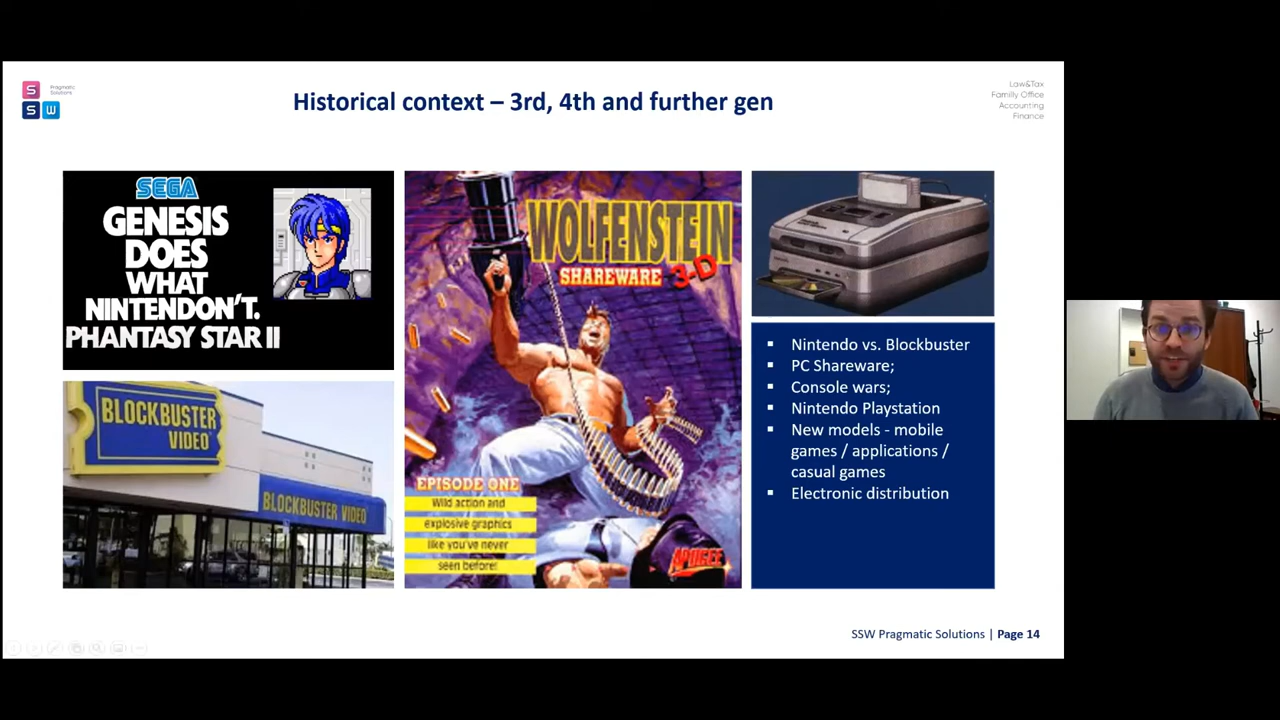 S
Pragmatic
Solutions
S W
Historical context – 3rd, 4th and further gen
Law&Tax
Familly Office
Accounting
Finance
SEGA
GENESIS
DOES
WHAT
NINTENDON'T.
PHANTASY STAR II
BLOCKBUSTER
VIDEO
BLOCKBUSTER VIDEO
WOLFENSTEIN
SHAREWARE 3-D
EPISODE ONE
Wild action and
explosive graphics
like you've never
seen before!
APOGEE
▪ Nintendo vs. Blockbuster
▪ PC Shareware;
▪ Console wars;
▪ Nintendo Playstation
▪ New models - mobile
games / applications /
casual games
▪ Electronic distribution
SSW Pragmatic Solutions | Page 14